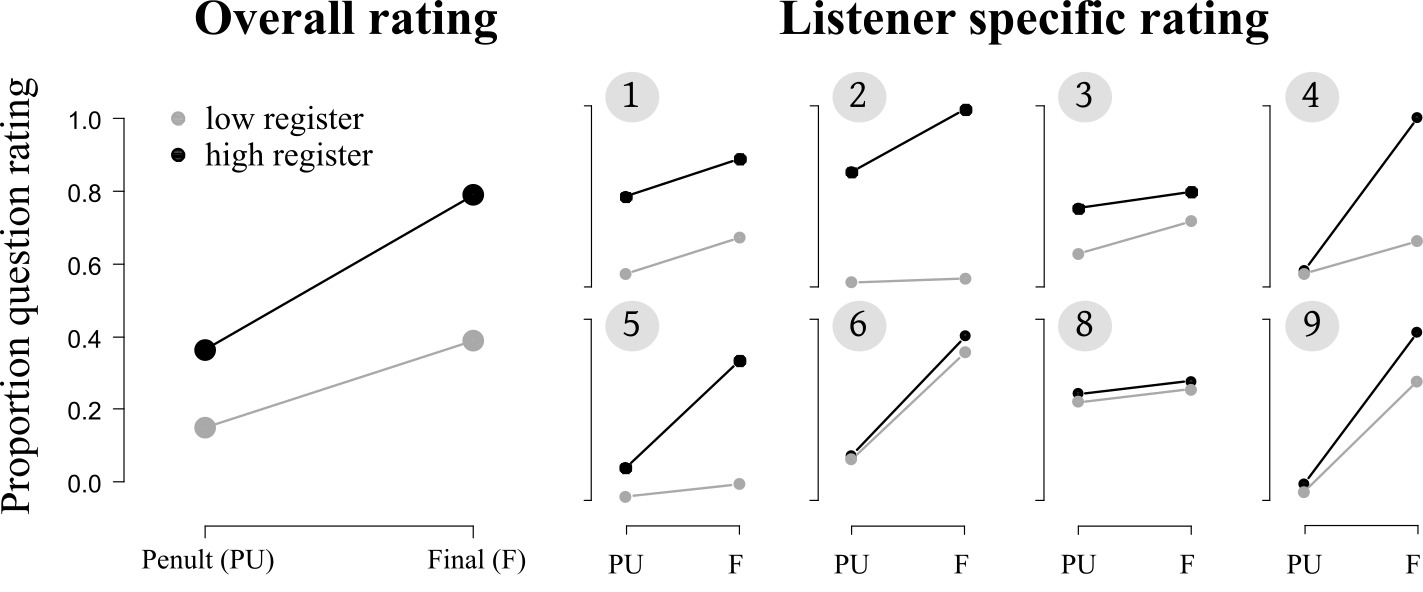 Overall rating
Listener specific rating
Proportion question rating
1.0
0.8
0.6
0.4
0.2
0.0
low register
high register
Penult (PU)
Final (F)
1
2
3
4
5
6
8
9
PU
F
PU
F
PU
F
PU
F